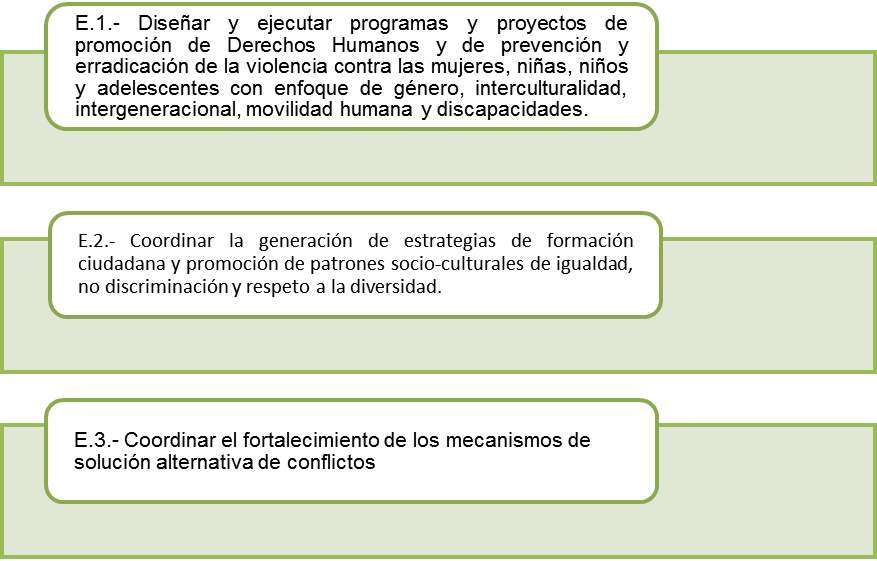 E.1.- Diseñar y ejecutar programas y proyectos de
promoción de Derechos Humanos y de prevención y
erradicación de la violencia contra las mujeres, niñas, niños
y adelescentes con enfoque de género, interculturalidad,
intergeneracional, movilidad humana y discapacidades.
E.2.- Coordinar la generación de estrategias de formación
ciudadana y promoción de patrones socio-culturales de igualdad,
no discriminación y respeto a la diversidad.
E.3.- Coordinar el fortalecimiento de los mecanismos de
solución alternativa de conflictos